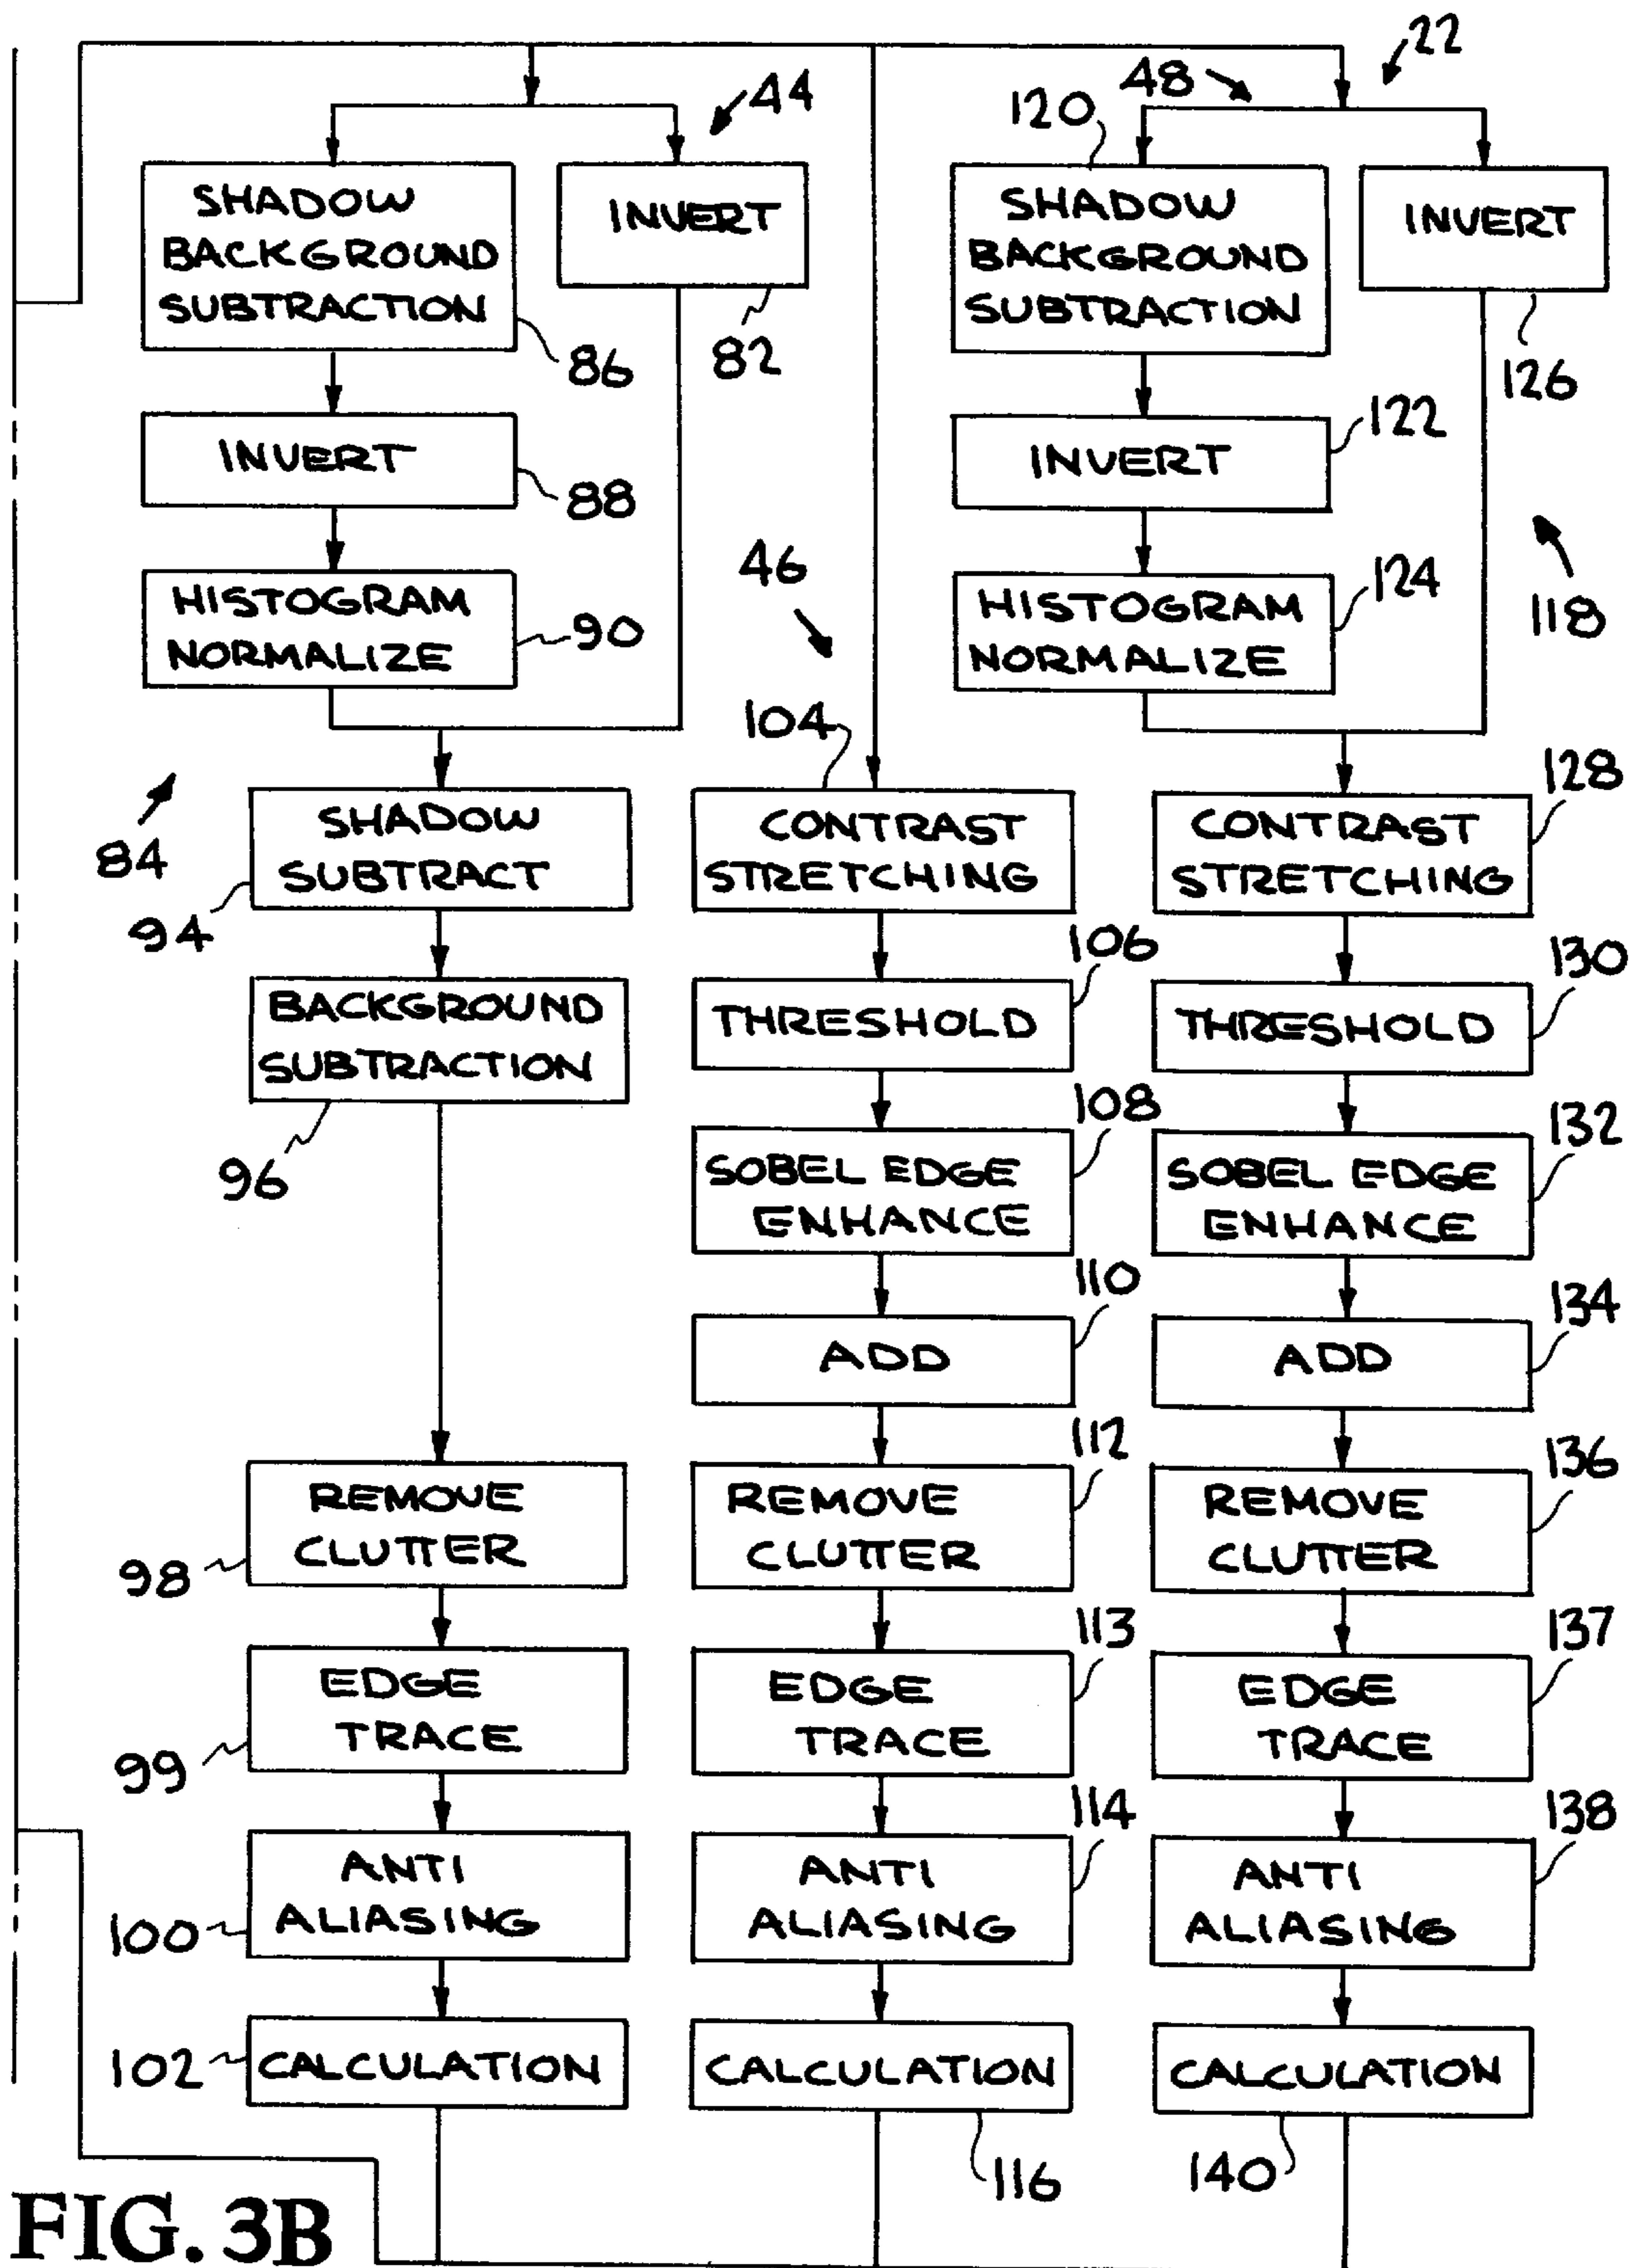 22
48
44
120
SHADOW
BACKGROUND
SUBTRACTION
86
INVERT
82
SHADOW
BACKGROUND
SUBTRACTION
INVERT
126
INVERT
88
INVERT
122
HISTOGRAM
NORMALIZE
90
46
HISTOGRAM
NORMALIZE
124
118
84
SHADOW
SUBTRACT
94
104
CONTRAST
STRETCHING
CONTRAST
STRETCHING
128
BACKGROUND
SUBTRACTION
96
THRESHOLD
106
THRESHOLD
130
SOBEL EDGE
ENHANCE
108
SOBEL EDGE
ENHANCE
132
ADD
110
ADD
134
REMOVE
CLUTTER
98
REMOVE
CLUTTER
112
REMOVE
CLUTTER
136
EDGE
TRACE
99
EDGE
TRACE
113
EDGE
TRACE
137
ANTI
ALIASING
100
ANTI
ALIASING
114
ANTI
ALIASING
138
102
CALCULATION
CALCULATION
116
CALCULATION
140
FIG. 3B